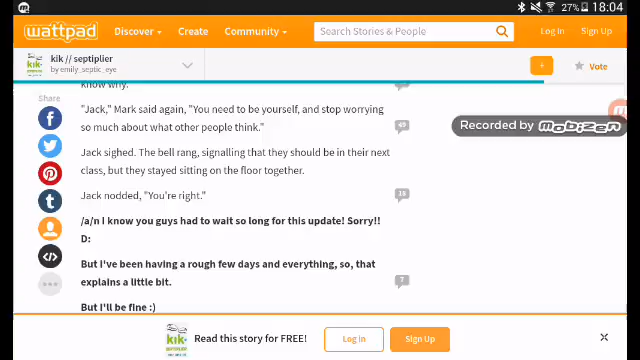 27% 18:04
wattpad Discover Create Community Search Stories & People Log In Sign Up
kik // septiplier
by emily_septic_eye
+ Vote
know why.
Share
"Jack," Mark said again, "You need to be yourself, and stop worrying
so much about what other people think."
Recorded by mobizen
Jack sighed. The bell rang, signalling that they should be in their next
class, but they stayed sitting on the floor together.
Jack nodded, "You're right."
18
/a/n I know you guys had to wait so long for this update! Sorry!!
D:
But I've been having a rough few days and everything, so, that
explains a little bit.
7
But I'll be fine :)
kik
Read this story for FREE! Log in Sign Up